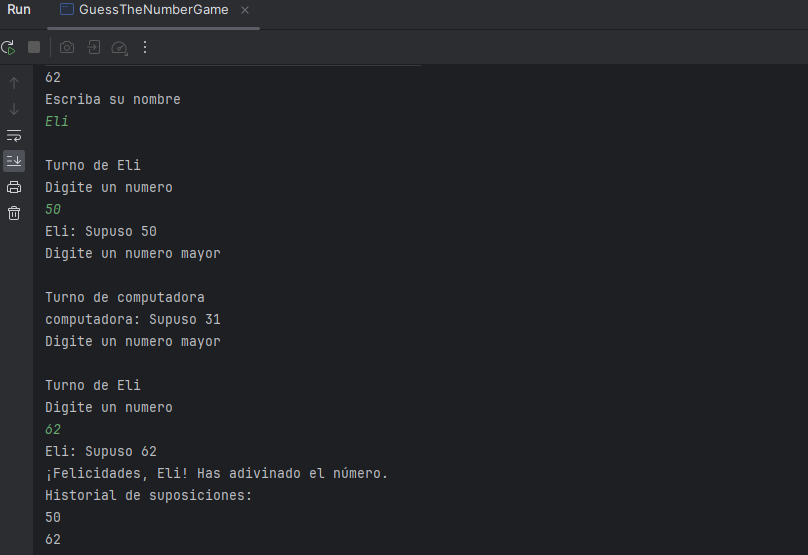 Run
GuessTheNumberGame
62
Escriba su nombre
Eli
Turno de Eli
Digite un numero
50
Eli: Supuso 50
Digite un numero mayor
Turno de computadora
computadora: Supuso 31
Digite un numero mayor
Turno de Eli
Digite un numero
62
Eli: Supuso 62
¡Felicidades, Eli! Has adivinado el número.
Historial de suposiciones:
50
62